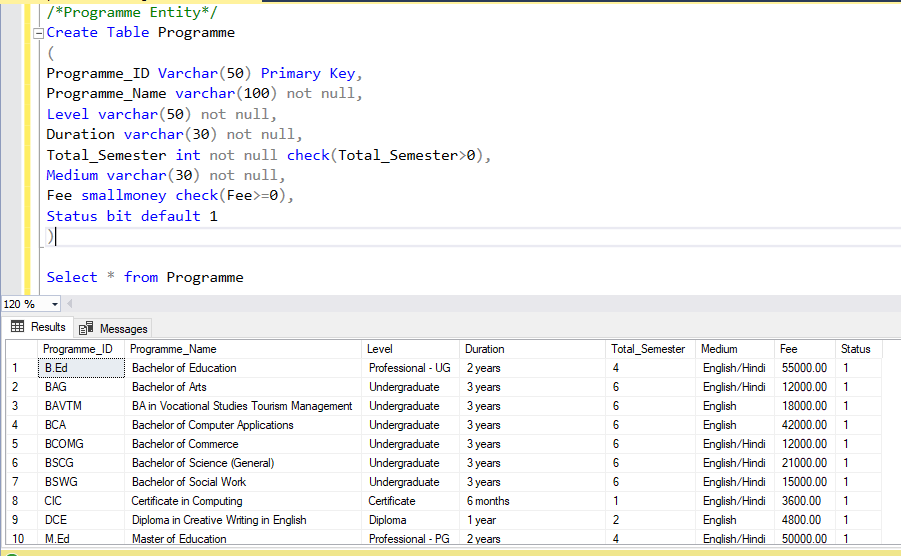 /*Programme Entity*/
Create Table Programme
(
Programme_ID Varchar(50) Primary Key,
Programme_Name varchar(100) not null,
Level varchar(50) not null,
Duration varchar(30) not null,
Total_Semester int not null check(Total_Semester>0),
Medium varchar(30) not null,
Fee smallmoney check(Fee>=0),
Status bit default 1
)
Select * from Programme
120 %
Results Messages
Programme_ID Programme_Name Level Duration Total_Semester Medium Fee Status
1 B.Ed Bachelor of Education Professional - UG 2 years 4 English/Hindi 55000.00 1
2 BAG Bachelor of Arts Undergraduate 3 years 6 English/Hindi 12000.00 1
3 BAVTM BA in Vocational Studies Tourism Management Undergraduate 3 years 6 English 18000.00 1
4 BCA Bachelor of Computer Applications Undergraduate 3 years 6 English 42000.00 1
5 BCOMG Bachelor of Commerce Undergraduate 3 years 6 English/Hindi 12000.00 1
6 BSCG Bachelor of Science (General) Undergraduate 3 years 6 English/Hindi 21000.00 1
7 BSWG Bachelor of Social Work Undergraduate 3 years 6 English/Hindi 15000.00 1
8 CIC Certificate in Computing Certificate 6 months 1 English/Hindi 3600.00 1
9 DCE Diploma in Creative Writing in English Diploma 1 year 2 English 4800.00 1
10 M.Ed Master of Education Professional - PG 2 years 4 English/Hindi 50000.00 1